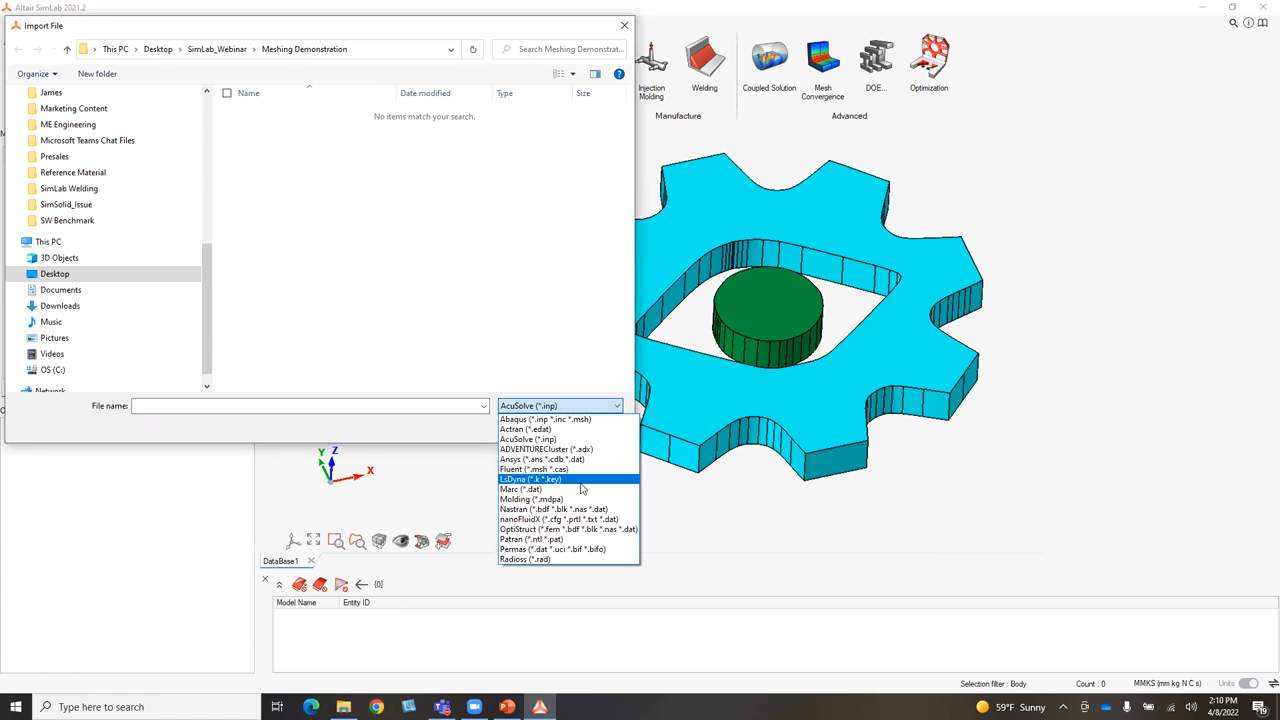 Altair SimLab 2021.2
Import File
This PC
Desktop
SimLab_Webinar
Meshing Demonstration
Search Meshing Demonstrat...
Organize
New folder
James
Marketing Content
ME Engineering
Microsoft Teams Chat Files
Presales
Reference Material
SimLab Welding
SimSolid_Issue
SW Benchmark
This PC
3D Objects
Desktop
Documents
Downloads
Music
Pictures
Videos
OS (C:)
Network
Name
Date modified
Type
Size
No items match your search.
File name:
AcuSolve (*.inp)
Abaqus (*.inp *.inc *.msh)
Actran (*.edat)
AcuSolve (*.inp)
ADVENTURECluster (*.adx)
Ansys (*.ans *.cdb *.dat)
Fluent (*.msh *.cas)
LsDyna (*.k *.key)
Marc (*.dat)
Molding (*.mdpa)
Nastran (*.bdf *.blk *.nas *.dat)
nanoFluidX (*.cfg *.prtl *.txt *.dat)
OptiStruct (*.fem *.bdf *.blk *.nas *.dat)
Patran (*.ntl *.pat)
Permas (*.dat *.uci *.bif *.bifo)
Radioss (*.rad)
Injection Molding
Welding
Coupled Solution
Mesh Convergence
DOE...
Optimization
Manufacture
Advanced
Y
Z
X
DataBase1
{0}
Model Name
Entity ID
Selection filter : Body
Count : 0
MMKS (mm kg N C s)
Units
Type here to search
59°F Sunny
2:10 PM
4/8/2022